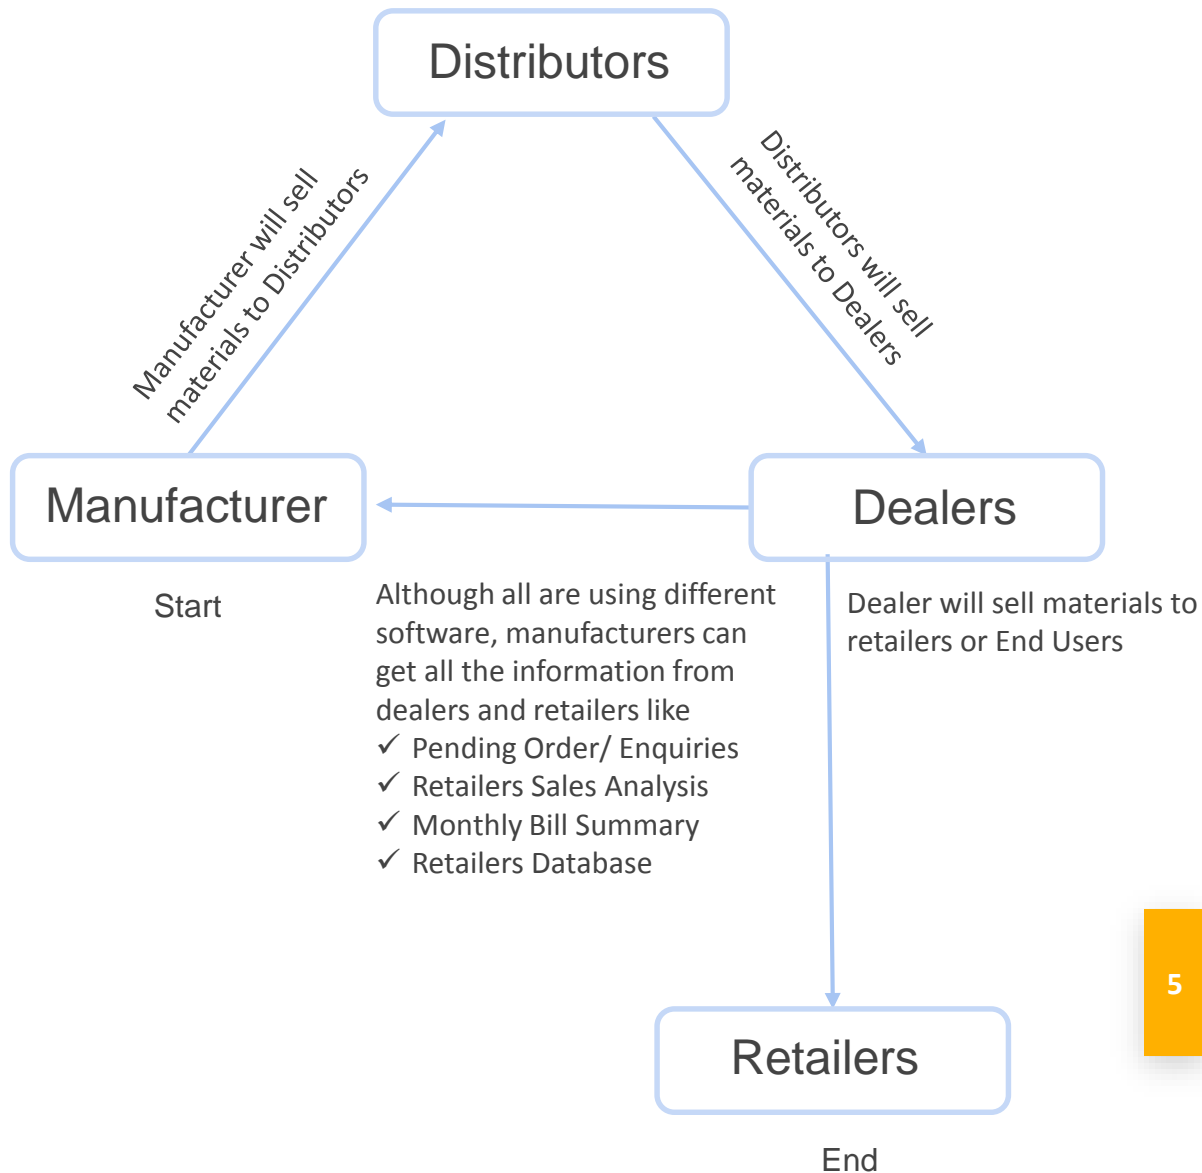 Distributors
Manufacturer will sell
materials to Distributors
Distributors will sell
materials to Dealers
Manufacturer
Dealers
Start
Although all are using different
software, manufacturers can
get all the information from
dealers and retailers like
✓ Pending Order/ Enquiries
✓ Retailers Sales Analysis
✓ Monthly Bill Summary
✓ Retailers Database
Dealer will sell materials to
retailers or End Users
5
Retailers
End